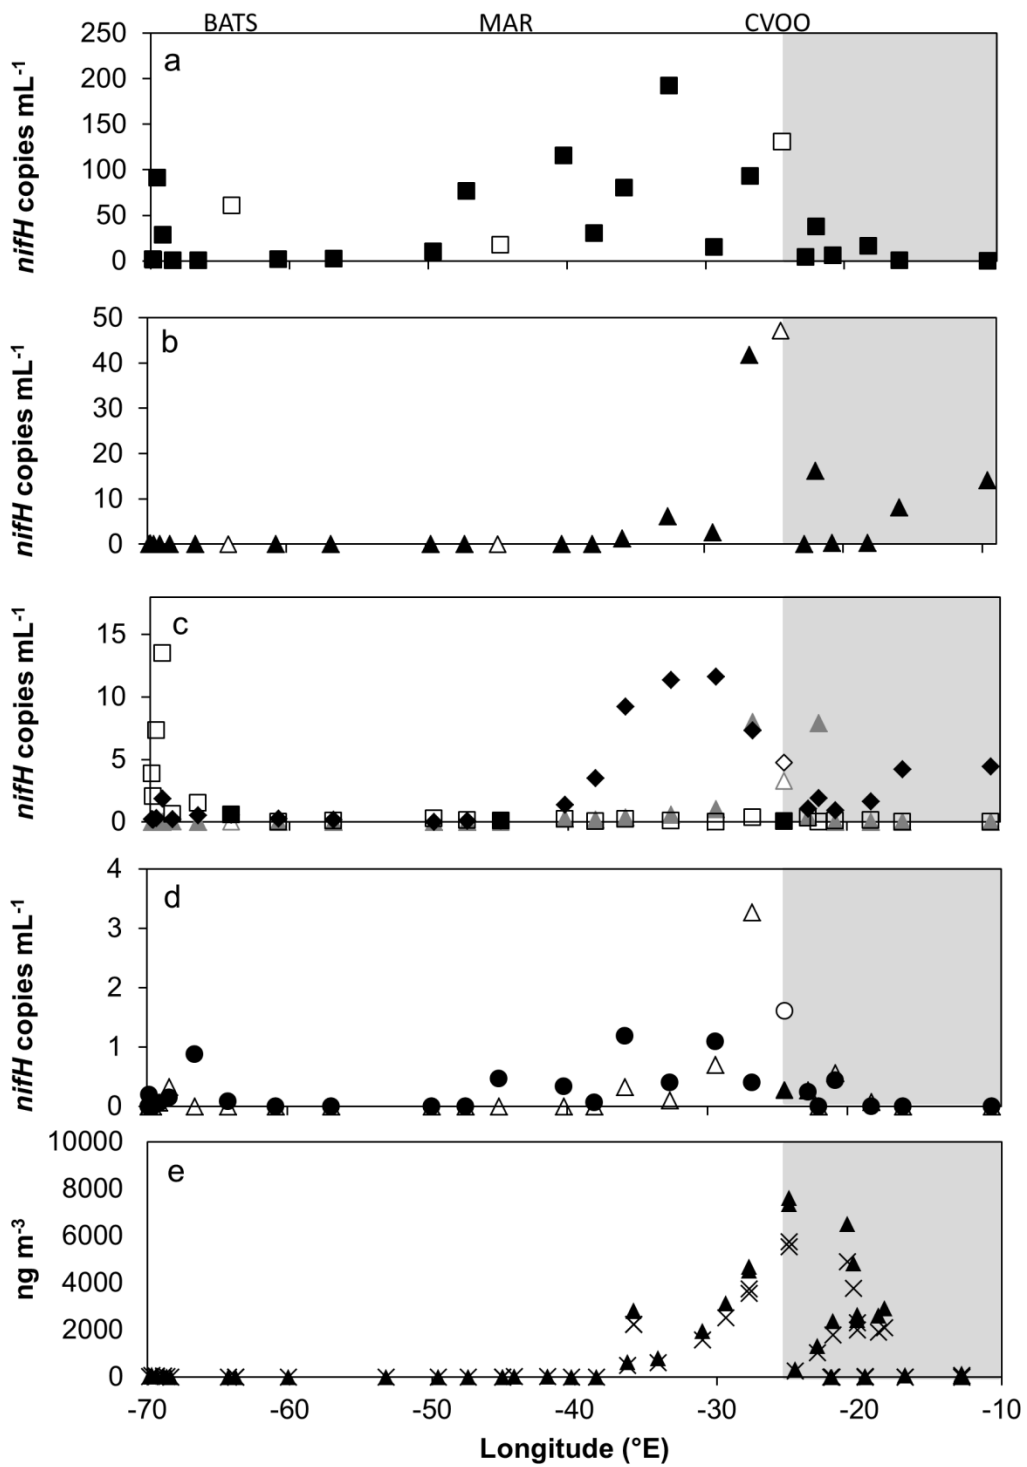 BATS MAR CVOO
a
nifH copies mL-1
250
200
150
100
50
0
b
nifH copies mL-1
50
40
30
20
10
0
c
nifH copies mL-1
15
10
5
0
d
nifH copies mL-1
4
3
2
1
0
e
ng m-3
10000
8000
6000
4000
2000
0
-70 -60 -50 -40 -30 -20 -10
Longitude (°E)